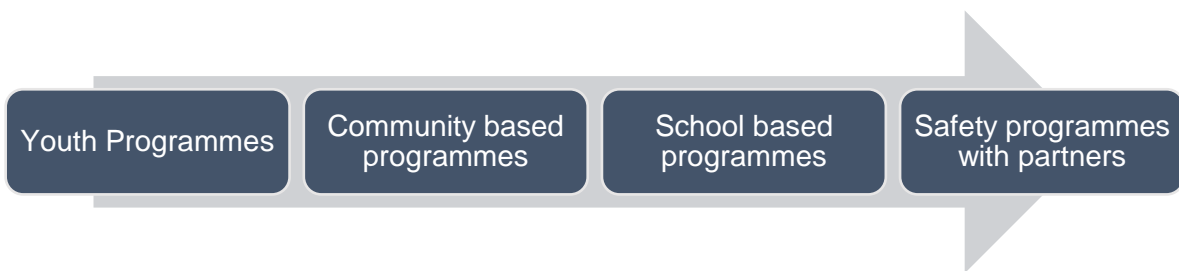 Youth Programmes
Community based
programmes
School based
programmes
Safety programmes
with partners